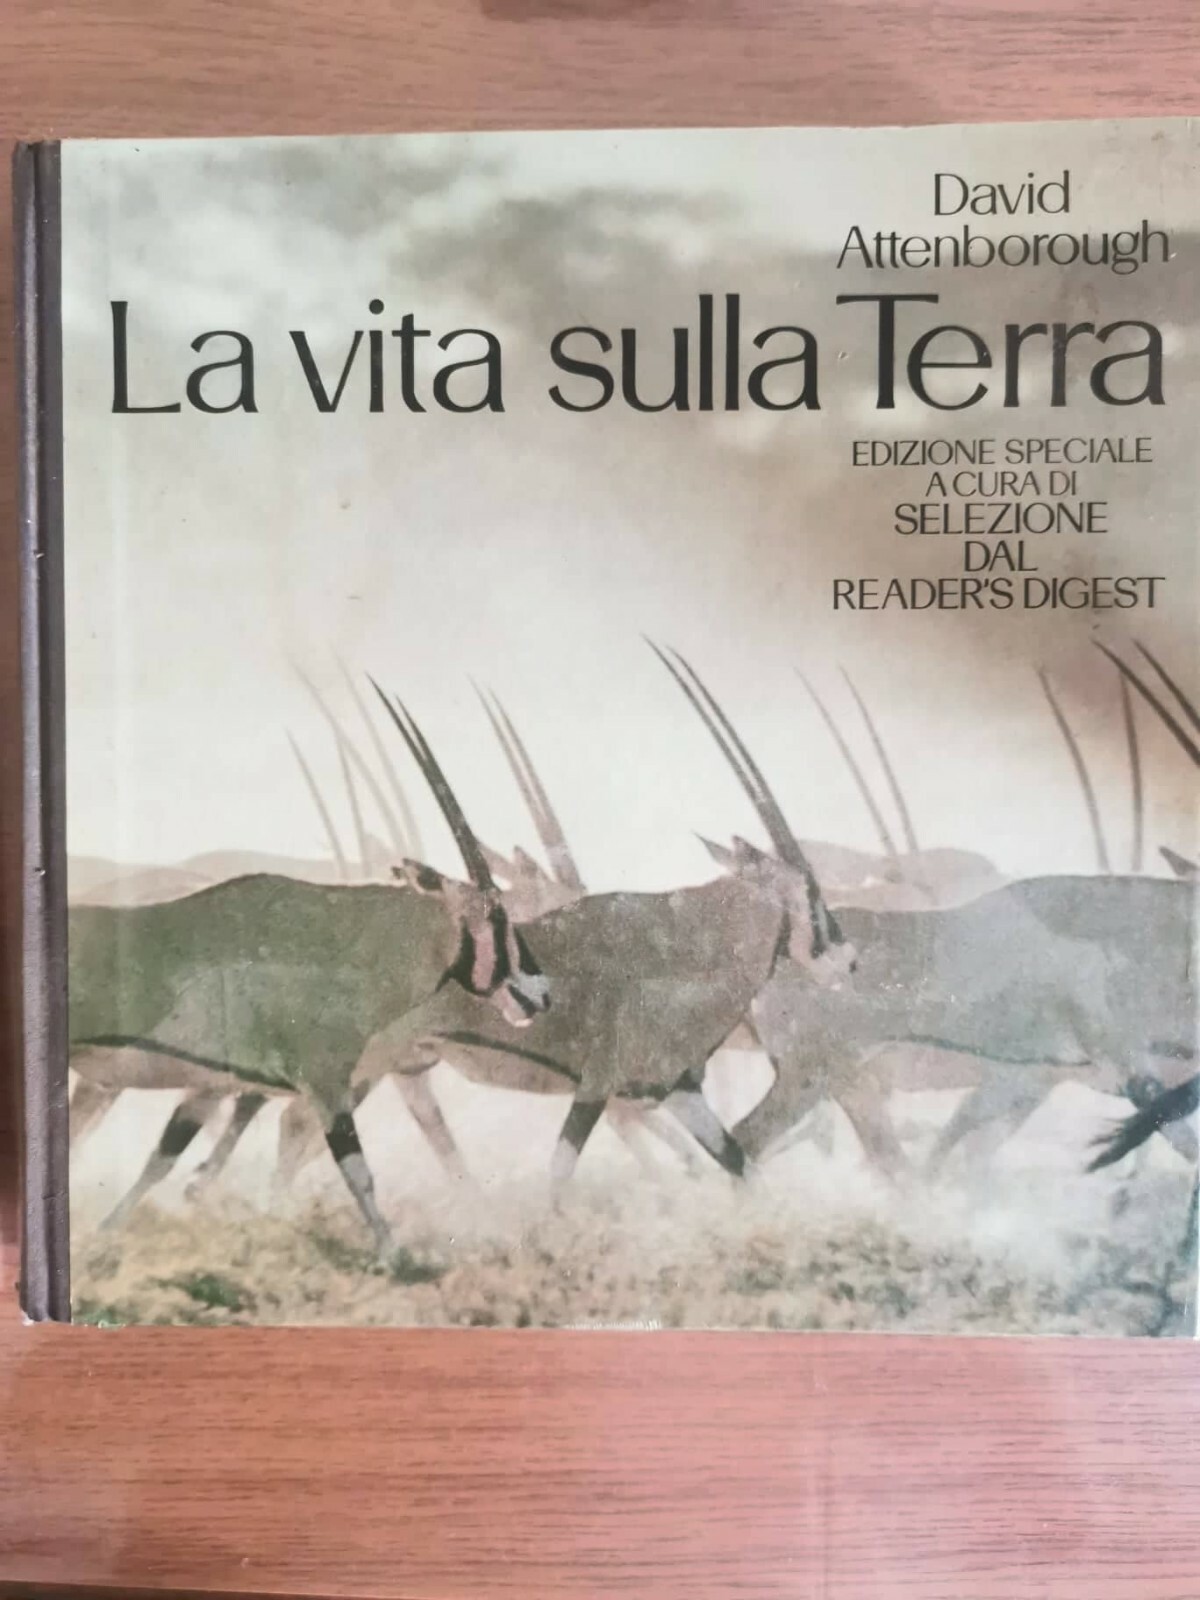 David
Attenborough
La vita sulla Terra
EDIZIONE SPECIALE
A CURA DI
SELEZIONE
DAL
READER'S DIGEST